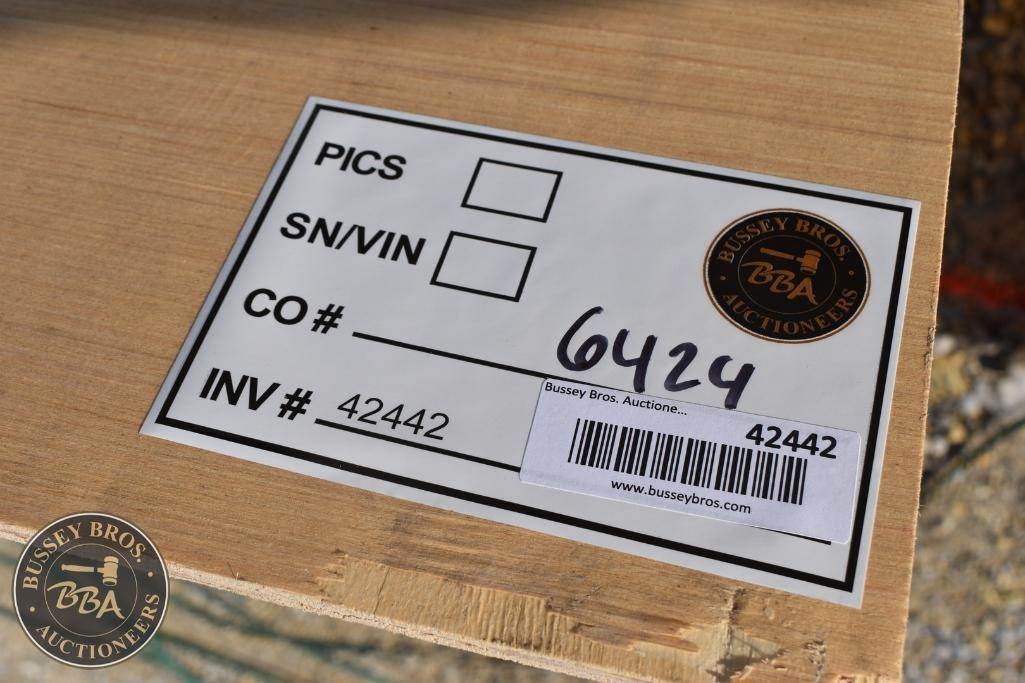 PICS
SN/VIN
BUSSEY BROS.
BBA
AUCTIONEERS
CO #
6424
INV # 42442
Bussey Bros. Auctione...
42442
www.busseybros.com
BUSSEY BROS.
BBA
AUCTIONEERS